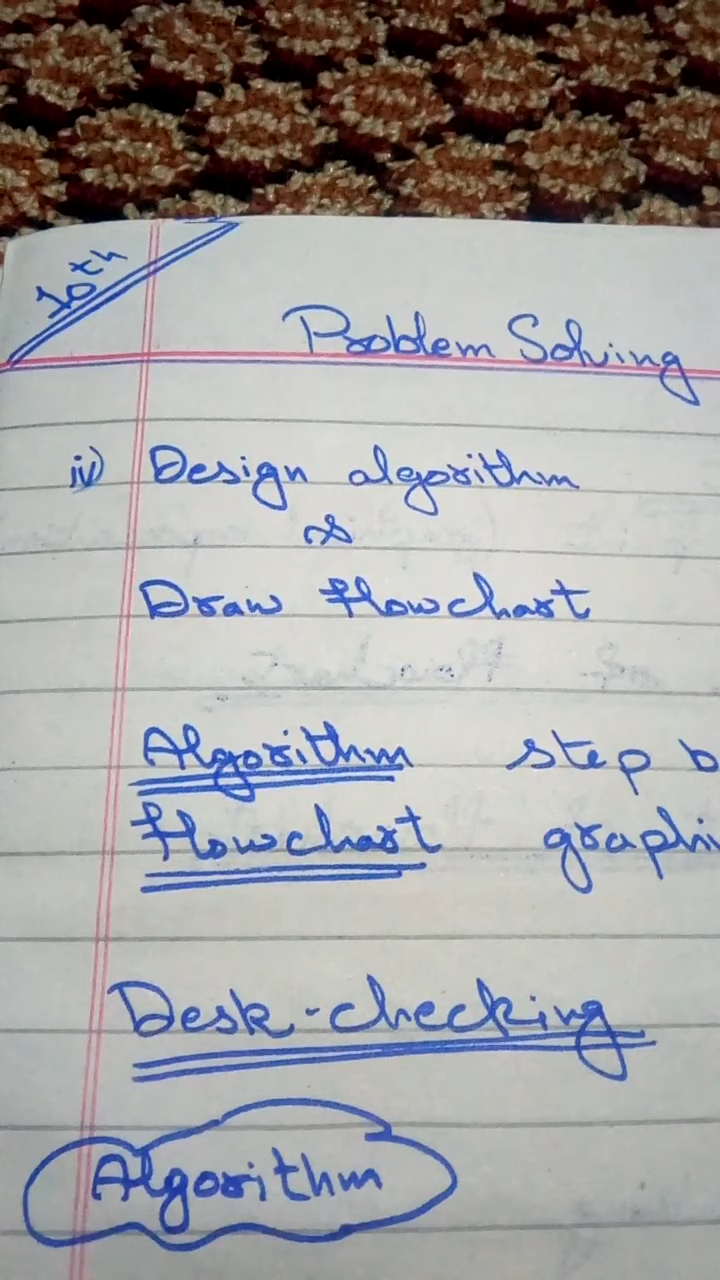 10th
Problem Solving
iv) Design algorithm
&
Draw flowchart
Algorithm step b
Flowchart graphi
Desk-checking
Algorithm